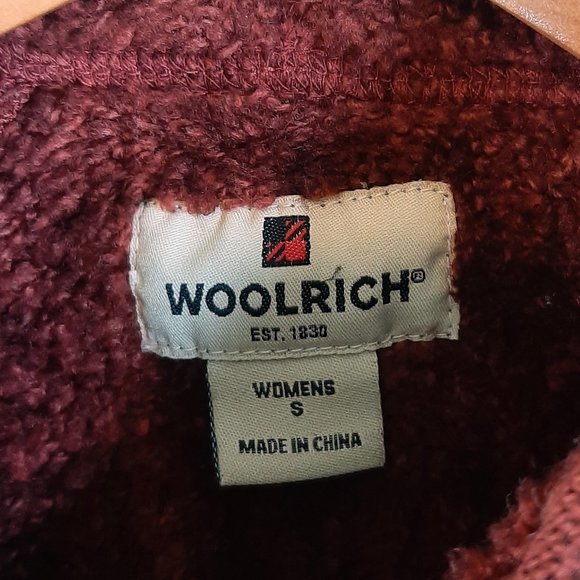 WOOLRICH®
EST. 1830
WOMENS
S
MADE IN CHINA